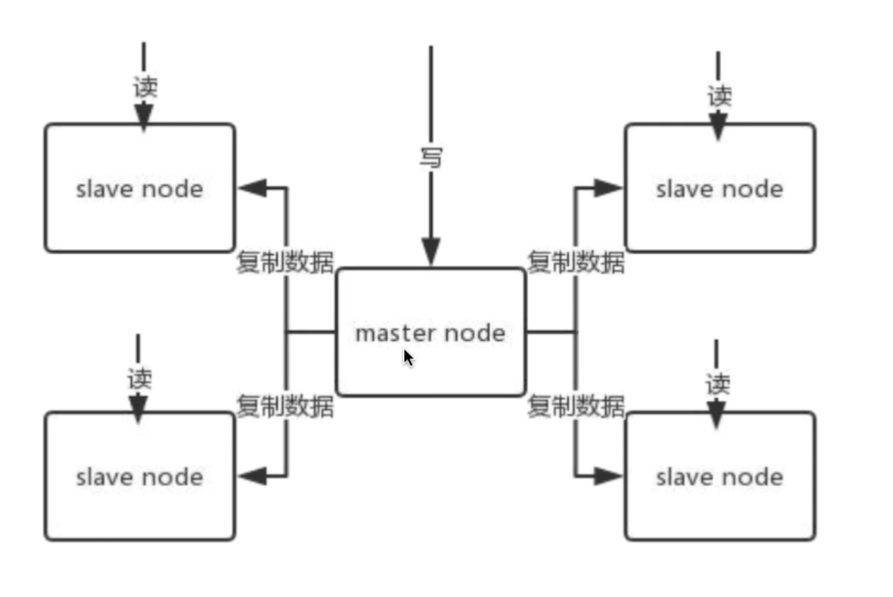 读
读
写
slave node
slave node
复制数据
复制数据
master node
读
读
复制数据
复制数据
slave node
slave node